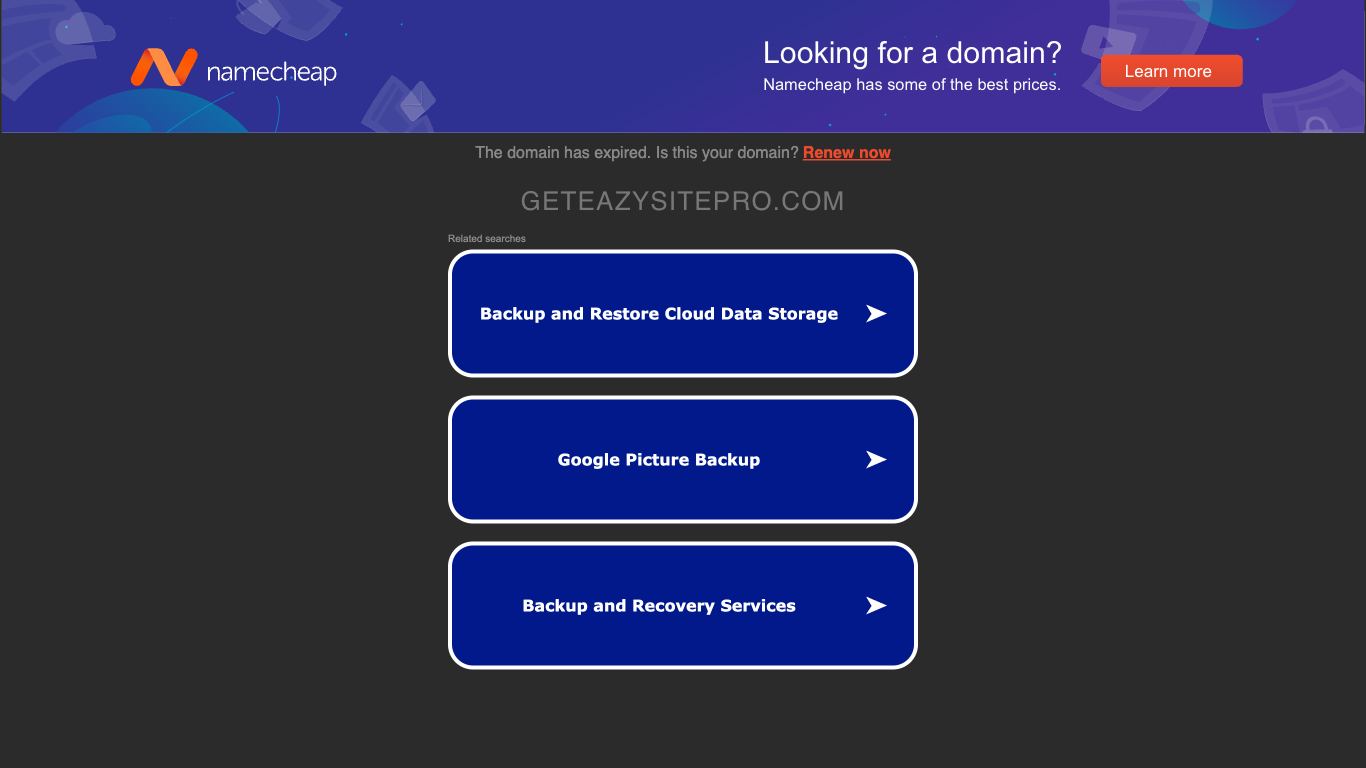 namecheap
Looking for a domain?
Namecheap has some of the best prices.
Learn more
The domain has expired. Is this your domain? Renew now
GETEAZYSITEPRO.COM
Related searches
Backup and Restore Cloud Data Storage
Google Picture Backup
Backup and Recovery Services